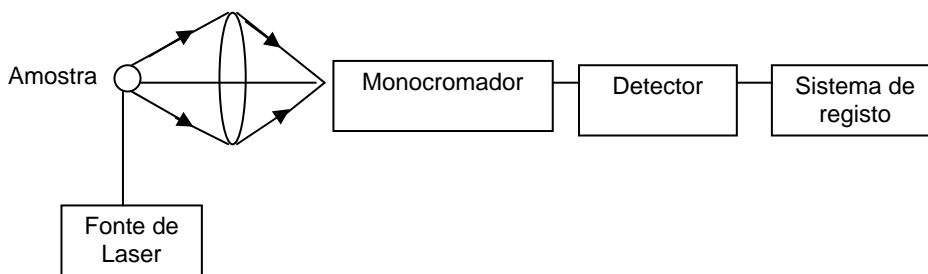 Amostra
Monocromador
Detector
Sistema de
registo
Fonte de
Laser